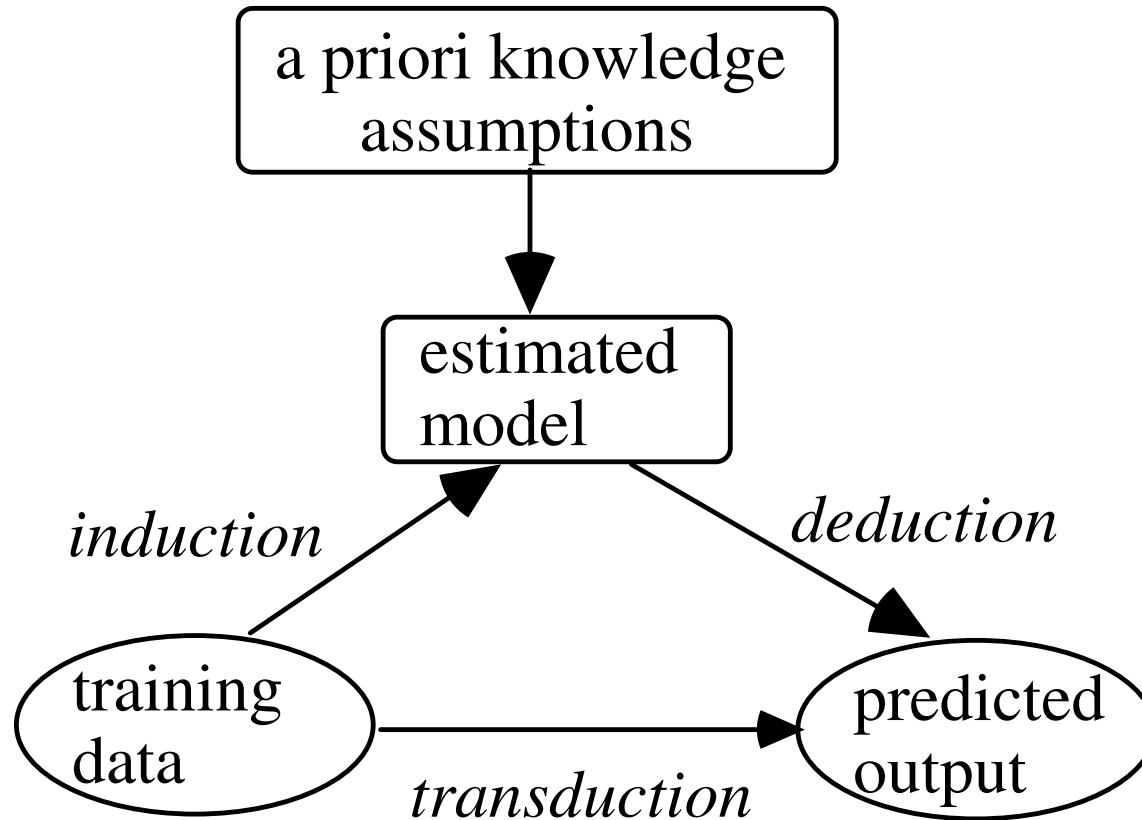 a priori knowledge
assumptions
estimated
model
induction
deduction
training
data
predicted
output
transduction